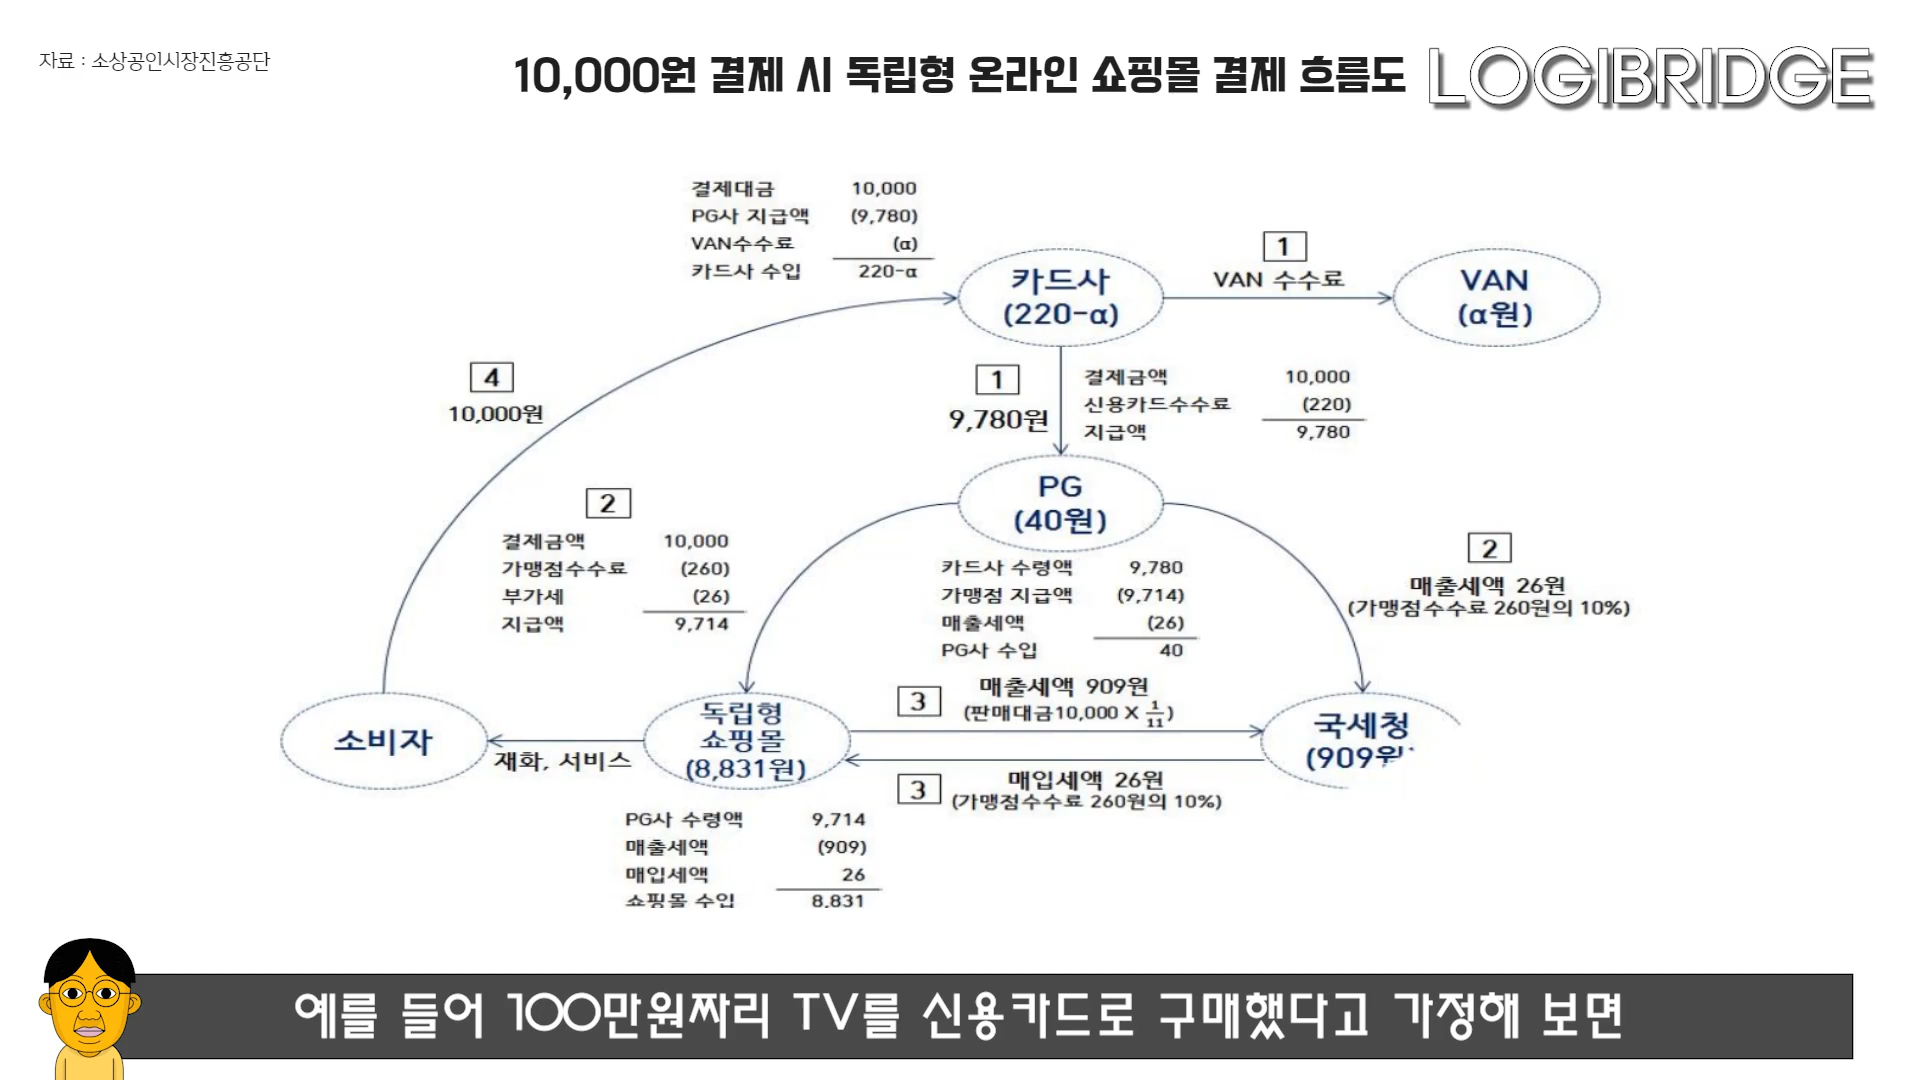 자료 : 소상공인시장진흥공단
10,000원 결제 시 독립형 온라인 쇼핑몰 결제 흐름도
LOGIBRIDGE
결제대금 10,000
PG사 지급액 (9,780)
VAN수수료 (α)
카드사 수입 220-α
카드사
(220-α)
1
VAN 수수료
VAN
(α원)
4
10,000원
1
9,780원
결제금액 10,000
신용카드수수료 (220)
지급액 9,780
PG
(40원)
2
결제금액 10,000
가맹점수수료 (260)
부가세 (26)
지급액 9,714
카드사 수령액 9,780
가맹점 지급액 (9,714)
매출세액 (26)
PG사 수입 40
2
매출세액 26원
(가맹점수수료 260원의 10%)
소비자
재화, 서비스
독립형
쇼핑몰
(8,831원)
3
매출세액 909원
(판매대금10,000 X 1/11)
3
매입세액 26원
(가맹점수수료 260원의 10%)
국세청
(909원)
PG사 수령액 9,714
매출세액 (909)
매입세액 26
쇼핑몰 수입 8,831
예를 들어 100만원짜리 TV를 신용카드로 구매했다고 가정해 보면